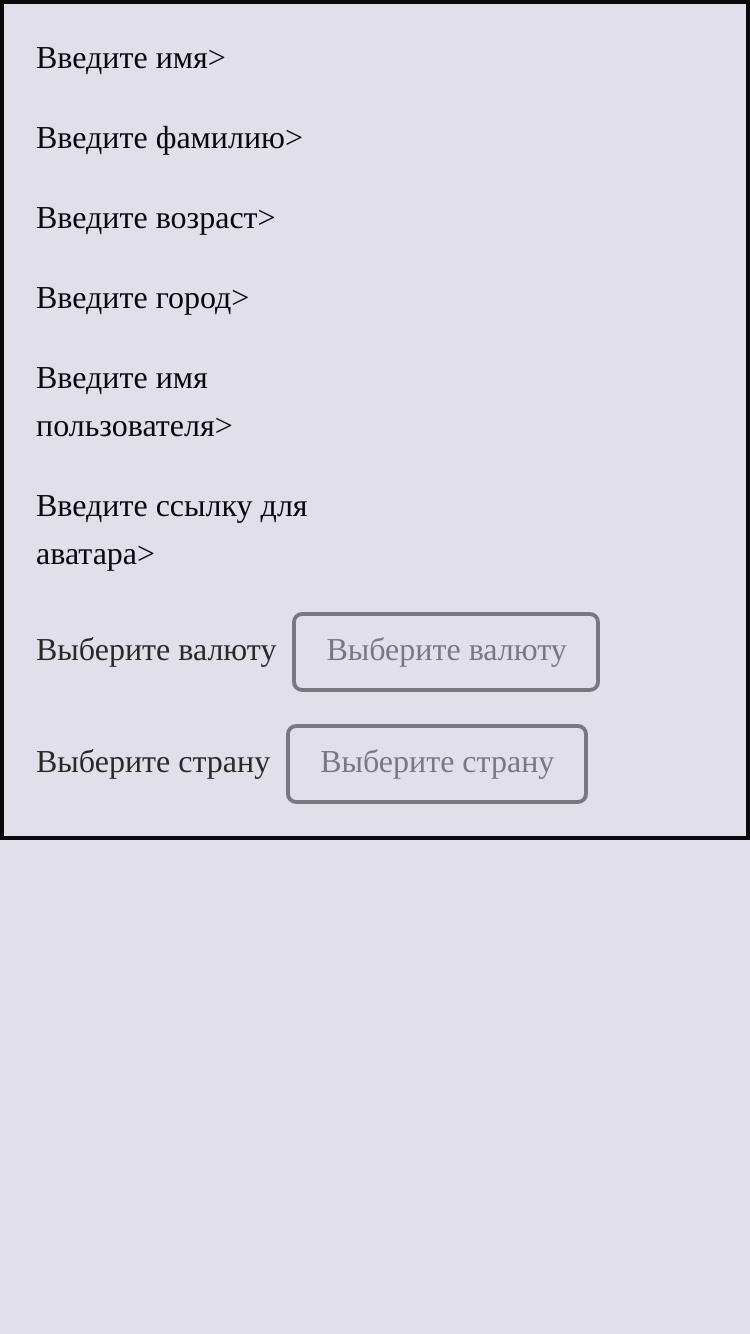 Введите имя>
Введите фамилию>
Введите возраст>
Введите город>
Введите имя
пользователя>
Введите ссылку для
аватара>
Выберите валюту Выберите валюту
Выберите страну Выберите страну